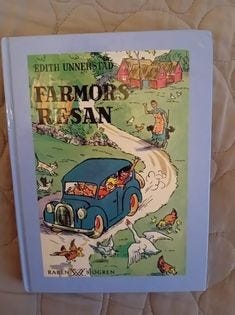 EDITH UNNERSTAD
FARMORS-
RESAN
RABÉN SJÖGREN